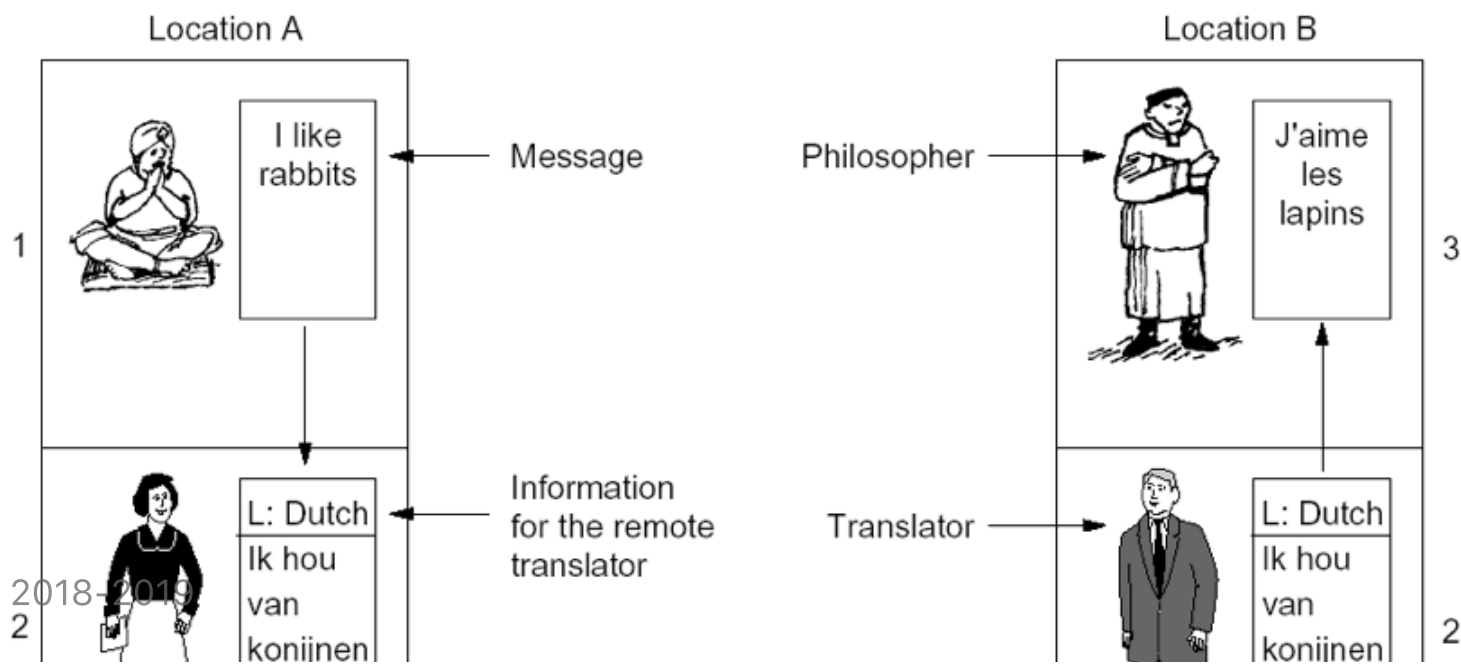 Location A
Location B
I like
rabbits
Message
Philosopher
J'aime
les
lapins
1
3
Information
for the remote
translator
Translator
L: Dutch
Ik hou
van
konijnen
L: Dutch
Ik hou
van
konijnen
2018-2019
2
2